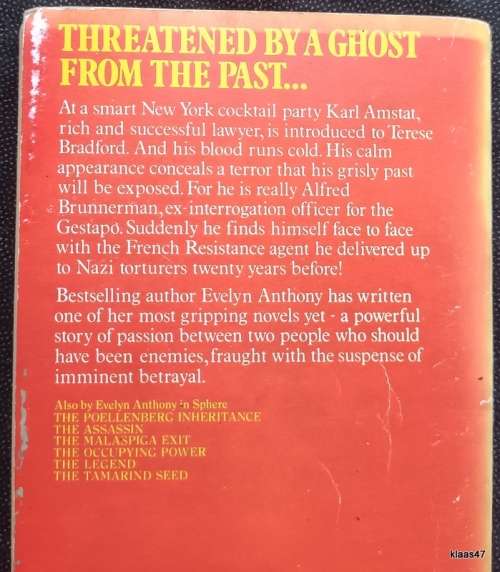 THREATENED BY A GHOST
FROM THE PAST...
At a smart New York cocktail party Karl Amstat,
rich and successful lawyer, is introduced to Terese
Bradford. And his blood runs cold. His calm
appearance conceals a terror that his grisly past
will be exposed. For he is really Alfred
Brunnerman, ex-interrogation officer for the
Gestapo. Suddenly he finds himself face to face
with the French Resistance agent he delivered up
to Nazi torturers twenty years before!
Bestselling author Evelyn Anthony has written
one of her most gripping novels yet - a powerful
story of passion between two people who should
have been enemies, fraught with the suspense of
imminent betrayal.
Also by Evelyn Anthony in Sphere
THE POELLENBERG INHERITANCE
THE ASSASSIN
THE MALASPIGA EXIT
THE OCCUPYING POWER
THE LEGEND
THE TAMARIND SEED
klaas47